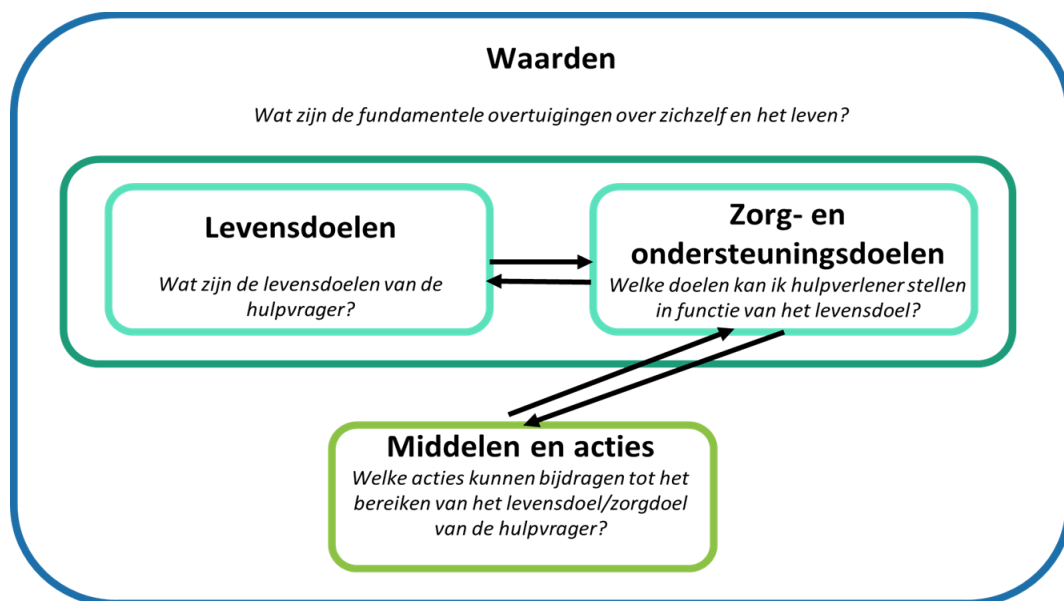 Waarden
Wat zijn de fundamentele overtuigingen over zichzelf en het leven?
Levensdoelen
Wat zijn de levensdoelen van de
hulpvrager?
Zorg- en
ondersteuningsdoelen
Welke doelen kan ik hulpverlener stellen
in functie van het levensdoel?
Middelen en acties
Welke acties kunnen bijdragen tot het
bereiken van het levensdoel/zorgdoel
van de hulpvrager?